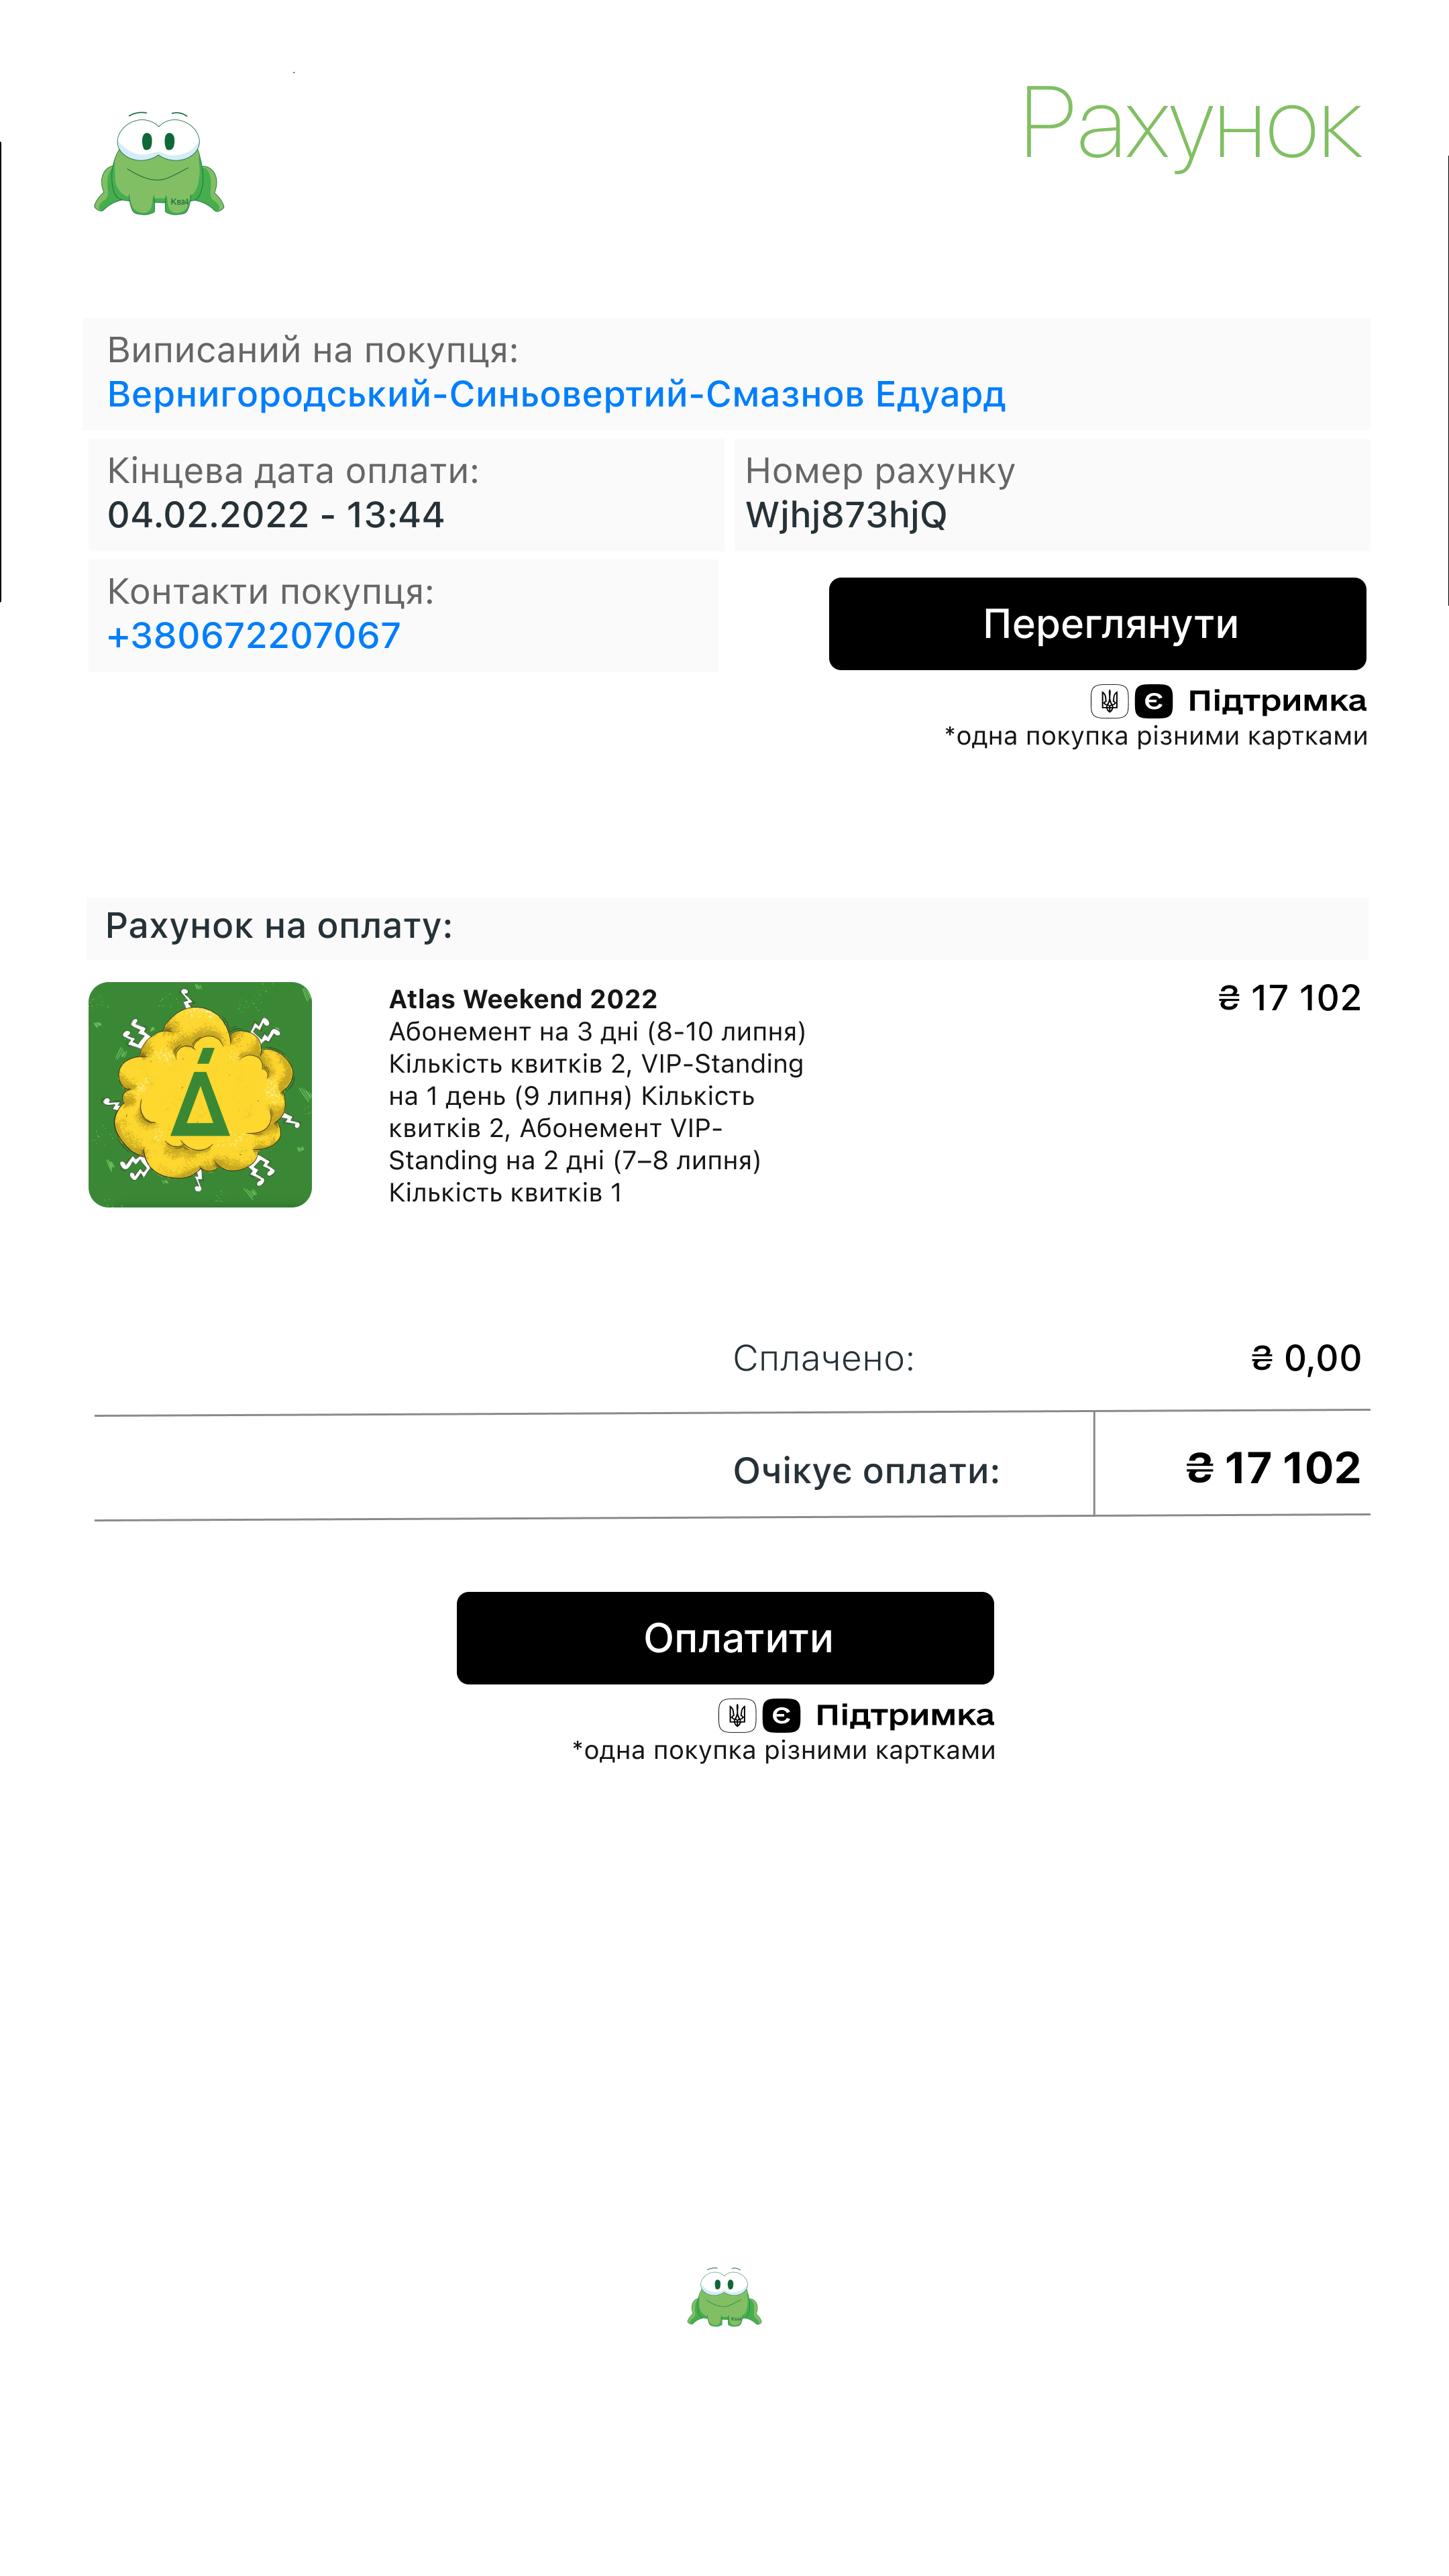 Рахунок
Ква4
Виписаний на покупця:
Вернигородський-Синьовертий-Смазнов Едуард
Кінцева дата оплати:
04.02.2022 - 13:44
Номер рахунку
Wjhj873hjQ
Контакти покупця:
+380672207067
Переглянути
є Підтримка
*одна покупка різними картками
Рахунок на оплату:
Atlas Weekend 2022
₴ 17 102
Абонемент на 3 дні (8-10 липня)
Кількість квитків 2, VIP-Standing
на 1 день (9 липня) Кількість
квитків 2, Абонемент VIP-
Standing на 2 дні (7–8 липня)
Кількість квитків 1
Сплачено:
₴ 0,00
Очікує оплати:
₴ 17 102
Оплатити
є Підтримка
*одна покупка різними картками